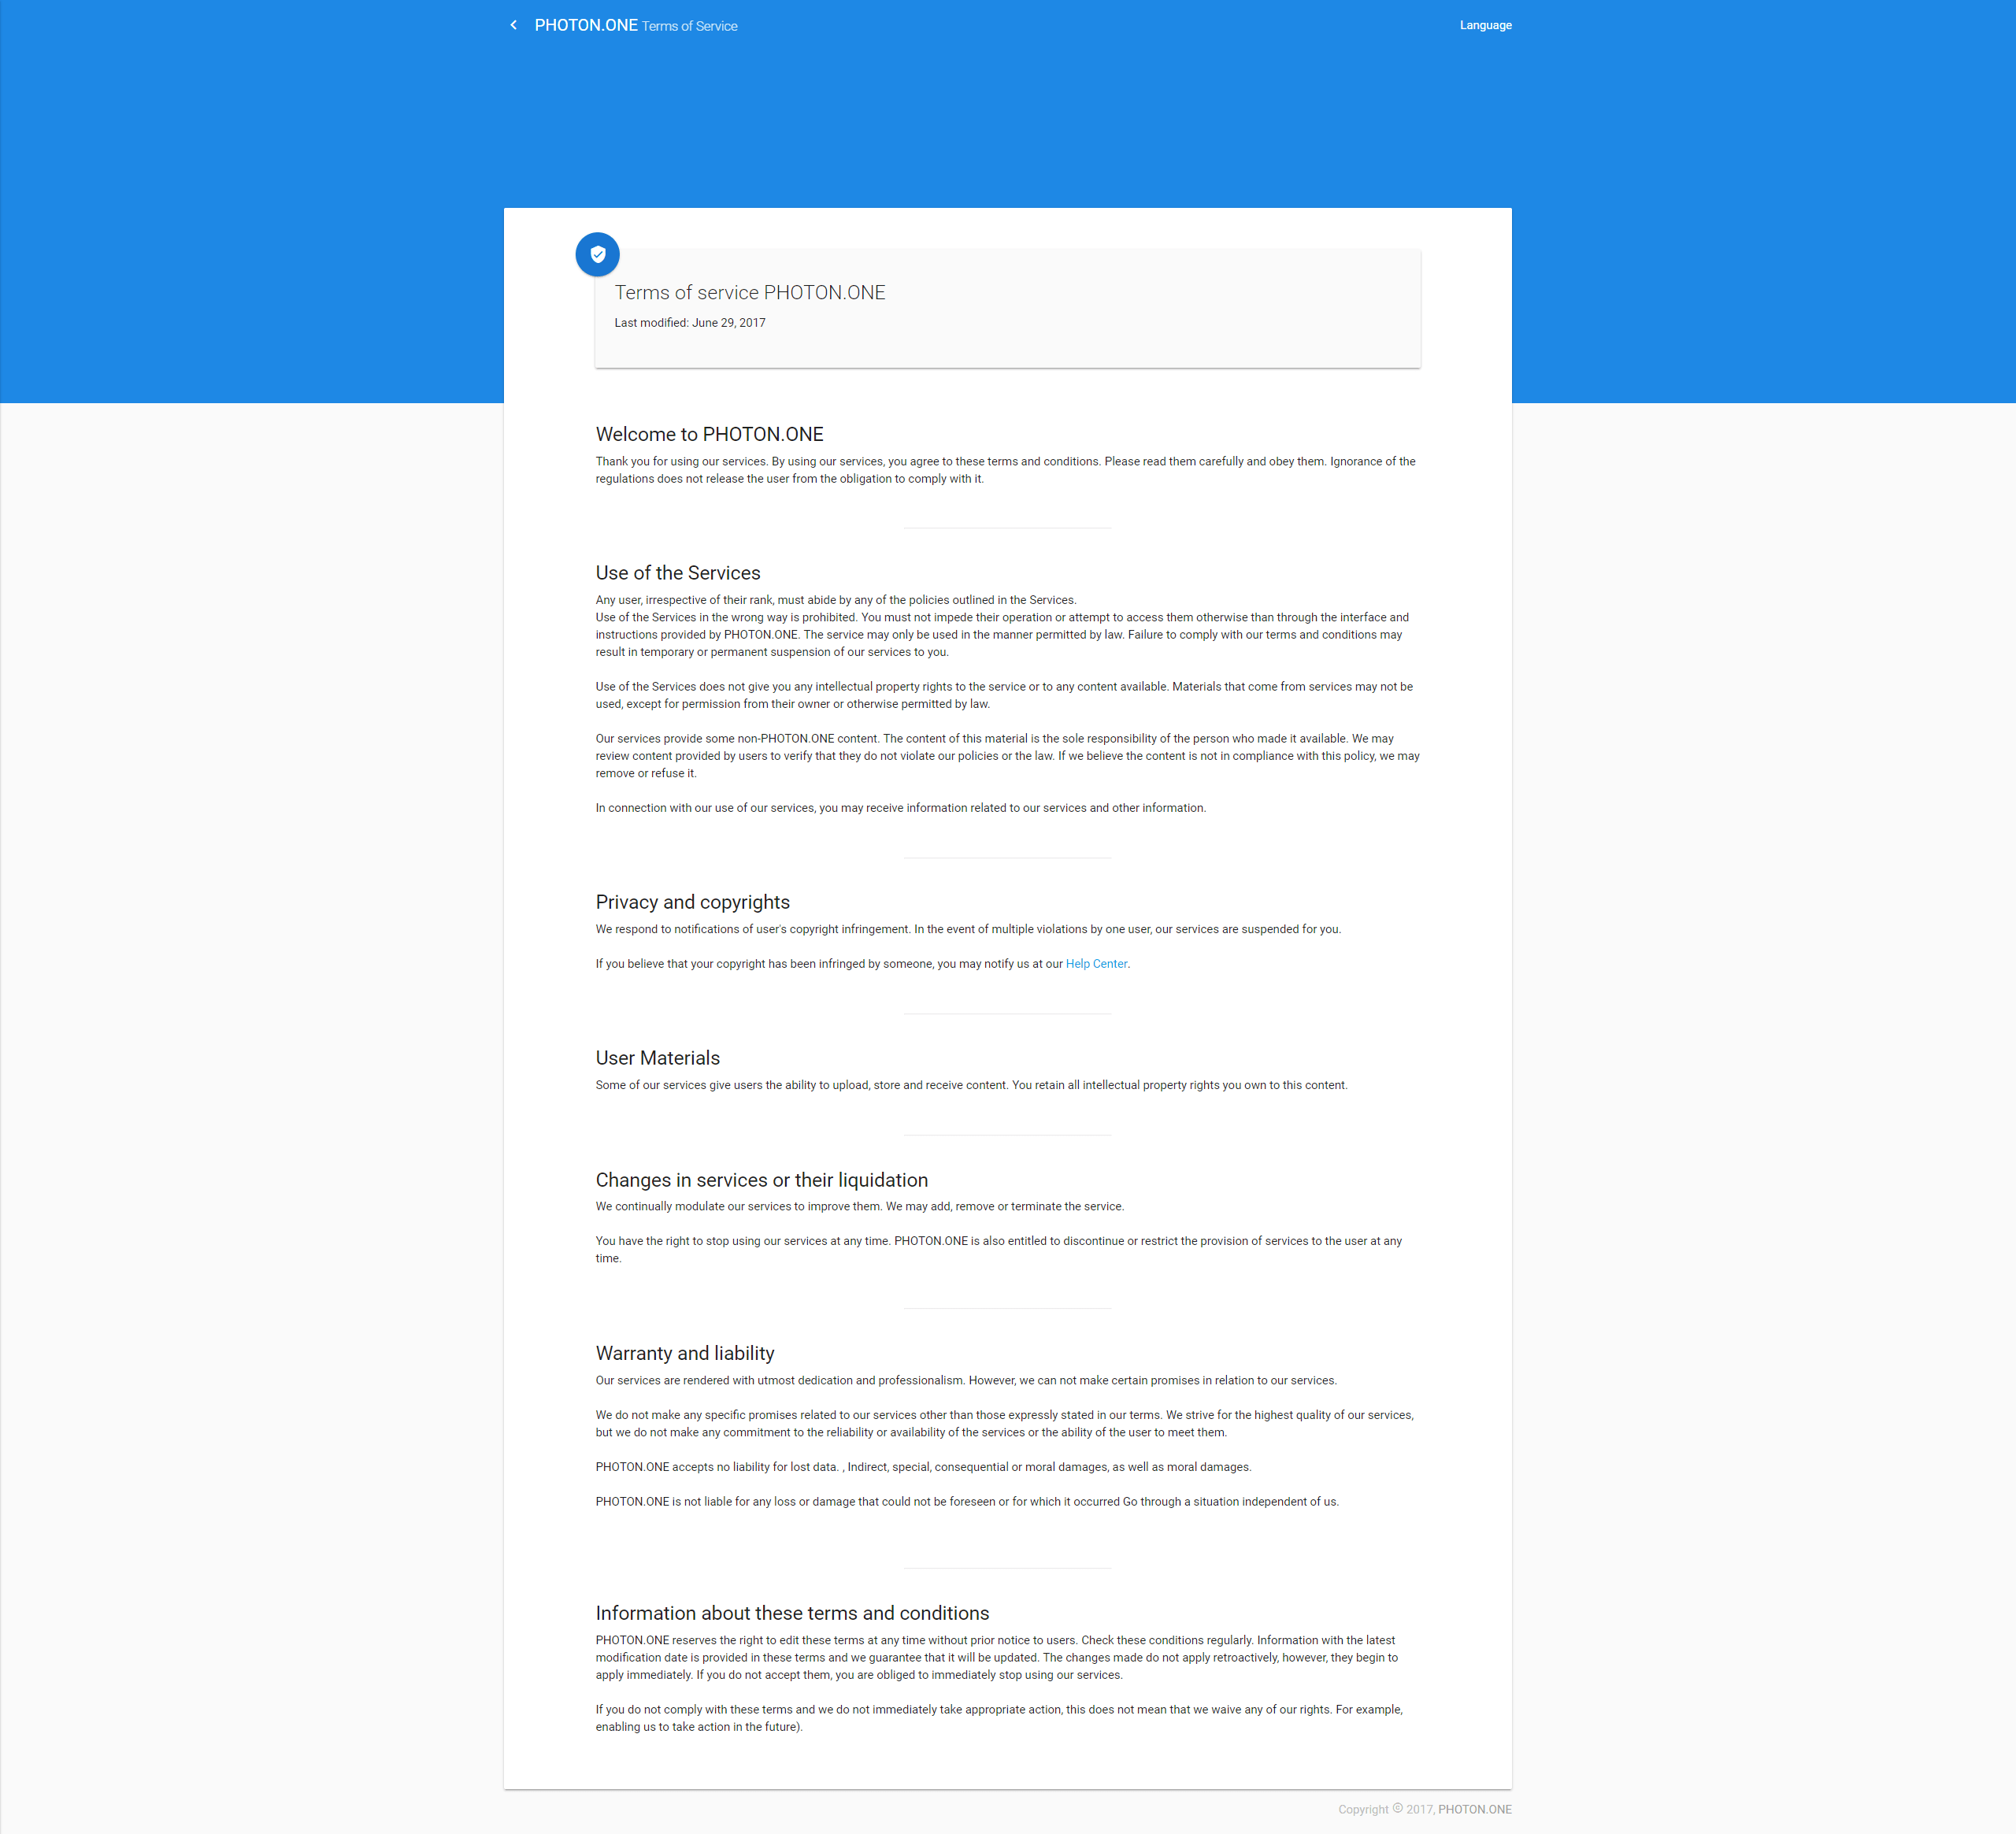 PHOTON.ONE Terms of Service
Language
Terms of service PHOTON.ONE
Last modified: June 29, 2017
Welcome to PHOTON.ONE
Thank you for using our services. By using our services, you agree to these terms and conditions. Please read them carefully and obey them. Ignorance of the
regulations does not release the user from the obligation to comply with it.
Use of the Services
Any user, irrespective of their rank, must abide by any of the policies outlined in the Services.
Use of the Services in the wrong way is prohibited. You must not impede their operation or attempt to access them otherwise than through the interface and
instructions provided by PHOTON.ONE. The service may only be used in the manner permitted by law. Failure to comply with our terms and conditions may
result in temporary or permanent suspension of our services to you.
Use of the Services does not give you any intellectual property rights to the service or to any content available. Materials that come from services may not be
used, except for permission from their owner or otherwise permitted by law.
Our services provide some non-PHOTON.ONE content. The content of this material is the sole responsibility of the person who made it available. We may
review content provided by users to verify that they do not violate our policies or the law. If we believe the content is not in compliance with this policy, we may
remove or refuse it.
In connection with our use of our services, you may receive information related to our services and other information.
Privacy and copyrights
We respond to notifications of user's copyright infringement. In the event of multiple violations by one user, our services are suspended for you.
If you believe that your copyright has been infringed by someone, you may notify us at our Help Center.
User Materials
Some of our services give users the ability to upload, store and receive content. You retain all intellectual property rights you own to this content.
Changes in services or their liquidation
We continually modulate our services to improve them. We may add, remove or terminate the service.
You have the right to stop using our services at any time. PHOTON.ONE is also entitled to discontinue or restrict the provision of services to the user at any
time.
Warranty and liability
Our services are rendered with utmost dedication and professionalism. However, we can not make certain promises in relation to our services.
We do not make any specific promises related to our services other than those expressly stated in our terms. We strive for the highest quality of our services,
but we do not make any commitment to the reliability or availability of the services or the ability of the user to meet them.
PHOTON.ONE accepts no liability for lost data. , Indirect, special, consequential or moral damages, as well as moral damages.
PHOTON.ONE is not liable for any loss or damage that could not be foreseen or for which it occurred Go through a situation independent of us.
Information about these terms and conditions
PHOTON.ONE reserves the right to edit these terms at any time without prior notice to users. Check these conditions regularly. Information with the latest
modification date is provided in these terms and we guarantee that it will be updated. The changes made do not apply retroactively, however, they begin to
apply immediately. If you do not accept them, you are obliged to immediately stop using our services.
If you do not comply with these terms and we do not immediately take appropriate action, this does not mean that we waive any of our rights. For example,
enabling us to take action in the future).
Copyright © 2017, PHOTON.ONE